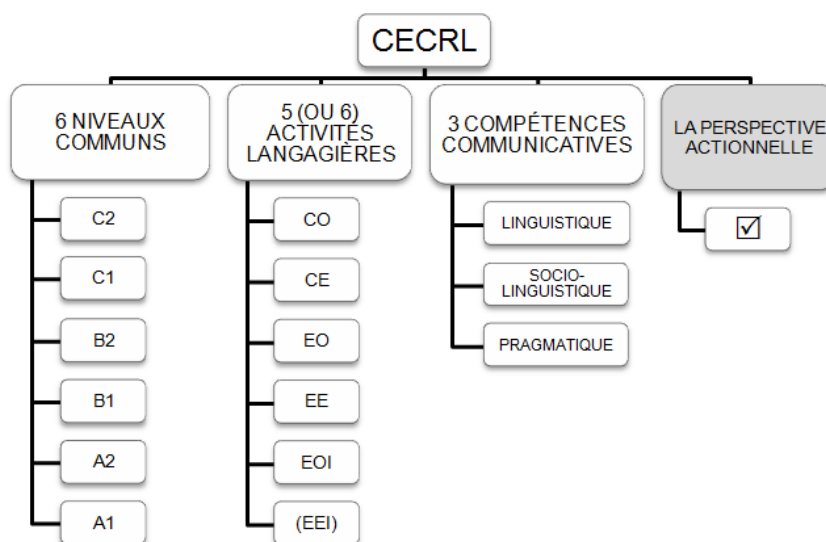 CECRL
6 NIVEAUX
COMMUNS
C2
C1
B2
B1
A2
A1
5 (OU 6)
ACTIVITÉS
LANGAGIÈRES
CO
CE
EO
EE
EOI
(EEI)
3 COMPÉTENCES
COMMUNICATIVES
LINGUISTIQUE
SOCIO-
LINGUISTIQUE
PRAGMATIQUE
LA PERSPECTIVE
ACTIONNELLE
☑